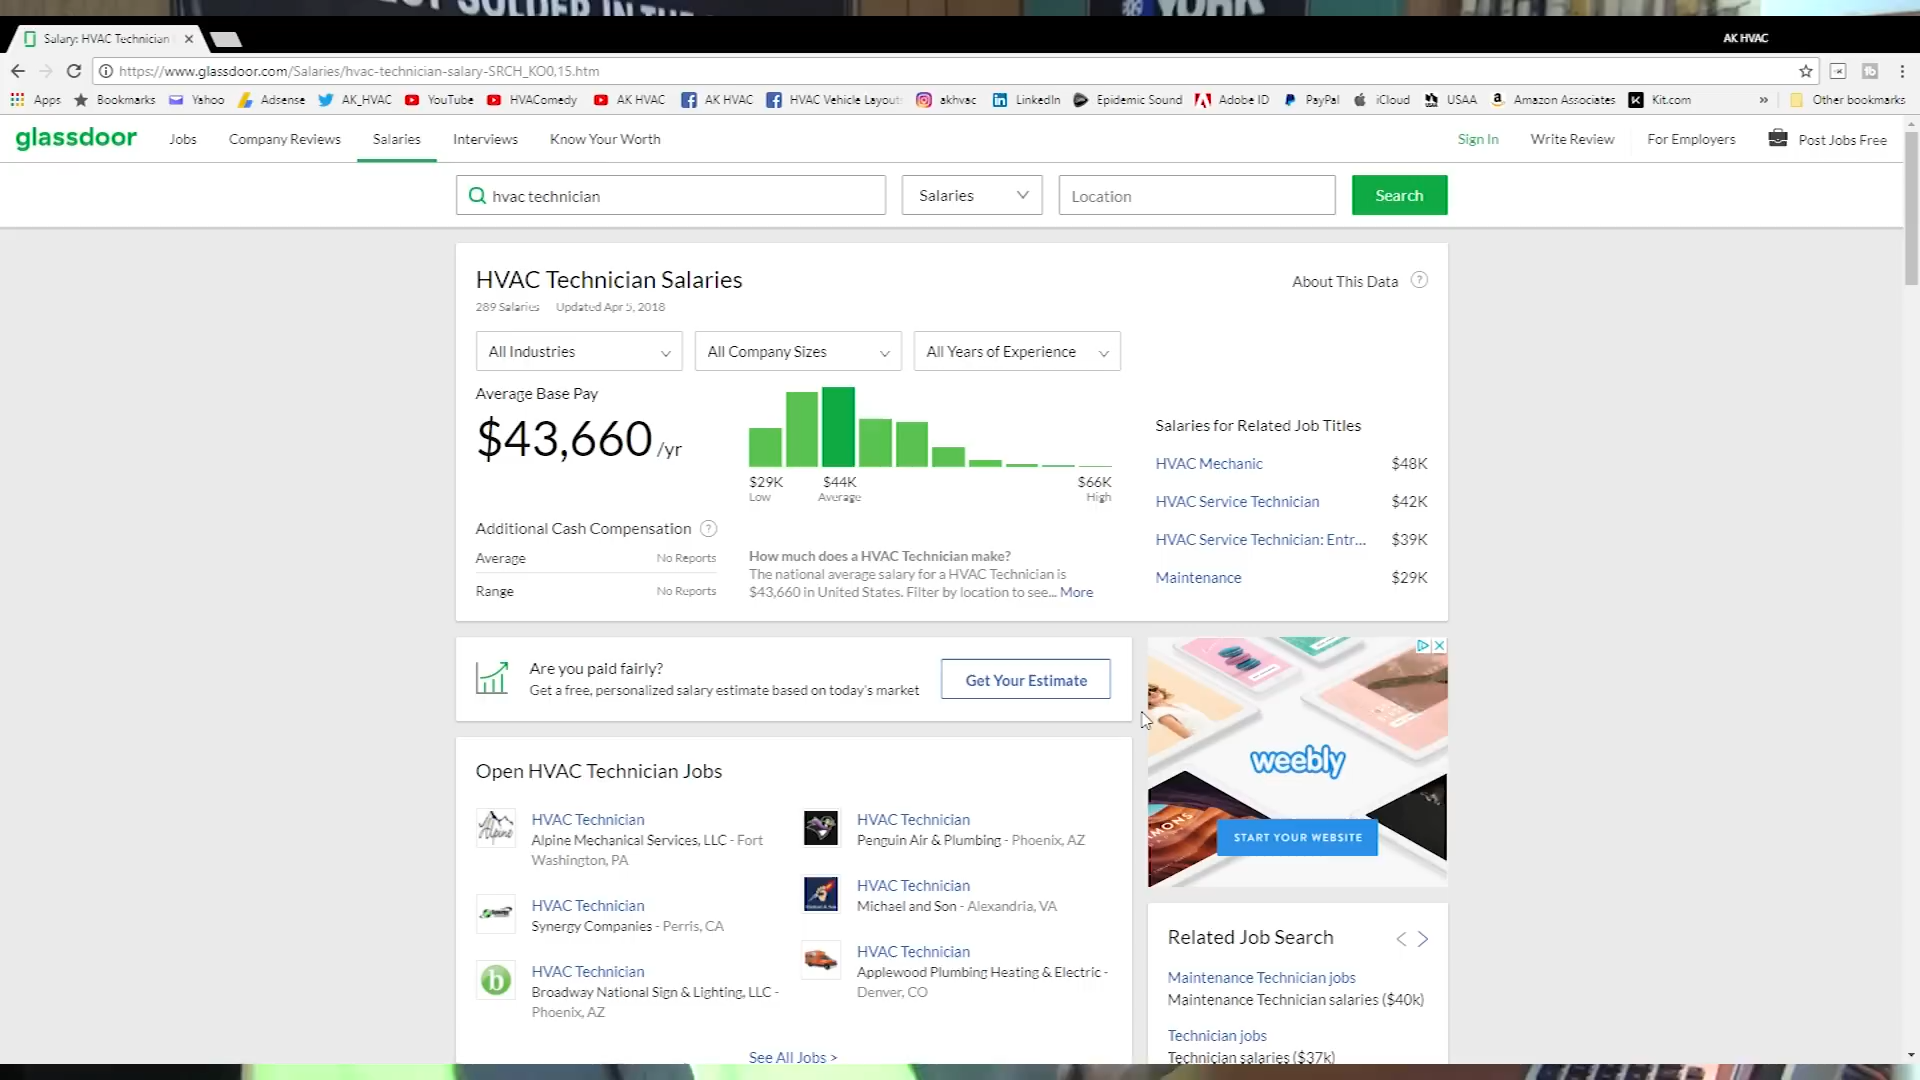 SOLDER IN THE
YORK
Salary: HVAC Technician
AK HVAC
https://www.glassdoor.com/Salaries/hvac-technician-salary-SRCH_KO0,15.htm
Apps Bookmarks Yahoo Adsense AK_HVAC YouTube HVAComedy AK HVAC AK HVAC HVAC Vehicle Layout akhvac LinkedIn Epidemic Sound Adobe ID PayPal iCloud USAA Amazon Associates Kit.com » Other bookmarks
glassdoor Jobs Company Reviews Salaries Interviews Know Your Worth Sign In Write Review For Employers Post Jobs Free
hvac technician Salaries Location Search
HVAC Technician Salaries About This Data ?
289 Salaries Updated Apr 5, 2018
All Industries All Company Sizes All Years of Experience
Average Base Pay
$43,660 /yr
$29K $44K $66K
Low Average High
Additional Cash Compensation ?
Average No Reports
Range No Reports
How much does a HVAC Technician make?
The national average salary for a HVAC Technician is
$43,660 in United States. Filter by location to see... More
Salaries for Related Job Titles
HVAC Mechanic $48K
HVAC Service Technician $42K
HVAC Service Technician: Entr... $39K
Maintenance $29K
Are you paid fairly?
Get a free, personalized salary estimate based on today's market
Get Your Estimate
weebly
START YOUR WEBSITE
Open HVAC Technician Jobs
Alpine
HVAC Technician
Alpine Mechanical Services, LLC - Fort
Washington, PA
HVAC Technician
Synergy Companies - Perris, CA
b
HVAC Technician
Broadway National Sign & Lighting, LLC -
Phoenix, AZ
HVAC Technician
Penguin Air & Plumbing - Phoenix, AZ
HVAC Technician
Michael and Son - Alexandria, VA
HVAC Technician
Applewood Plumbing Heating & Electric -
Denver, CO
See All Jobs >
Related Job Search
Maintenance Technician jobs
Maintenance Technician salaries ($40k)
Technician jobs
Technician salaries ($37k)